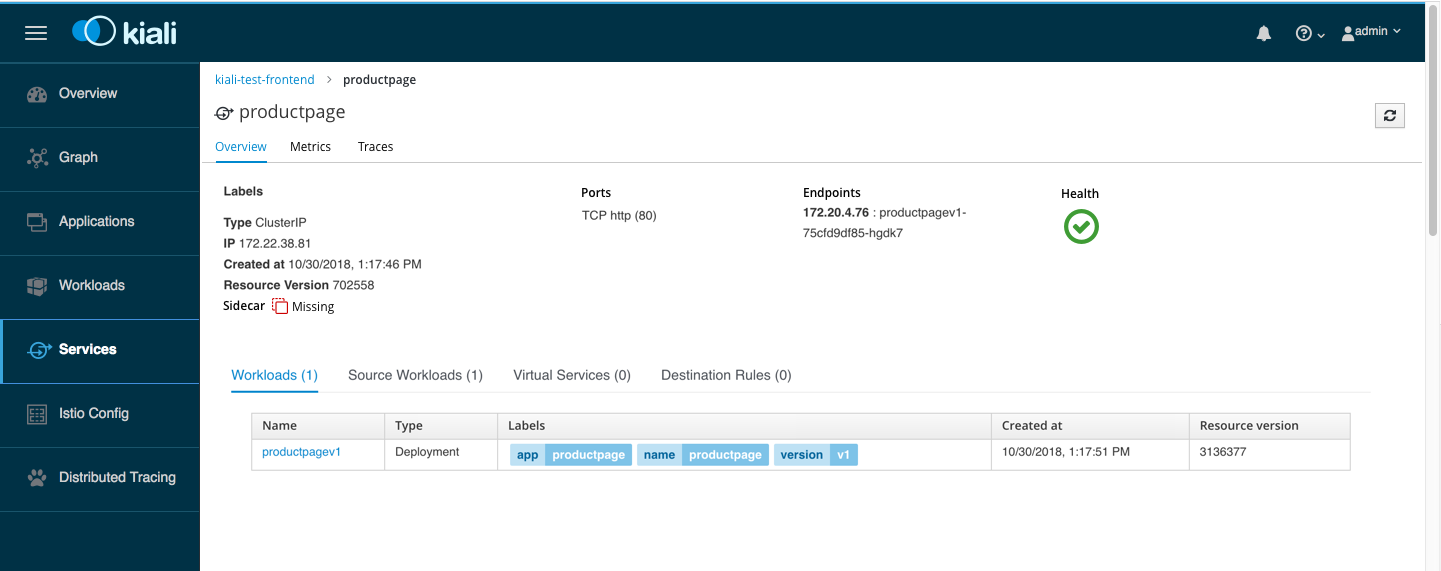 kiali
admin
Overview
Graph
Applications
Workloads
Services
Istio Config
Distributed Tracing
kiali-test-frontend > productpage
productpage
Overview Metrics Traces
Labels
Type ClusterIP
IP 172.22.38.81
Created at 10/30/2018, 1:17:46 PM
Resource Version 702558
Sidecar Missing
Ports
TCP http (80)
Endpoints
172.20.4.76 : productpagev1-
75cfd9df85-hgdk7
Health
Workloads (1) Source Workloads (1) Virtual Services (0) Destination Rules (0)
Name Type Labels Created at Resource version
productpagev1 Deployment app productpage name productpage version v1 10/30/2018, 1:17:51 PM 3136377